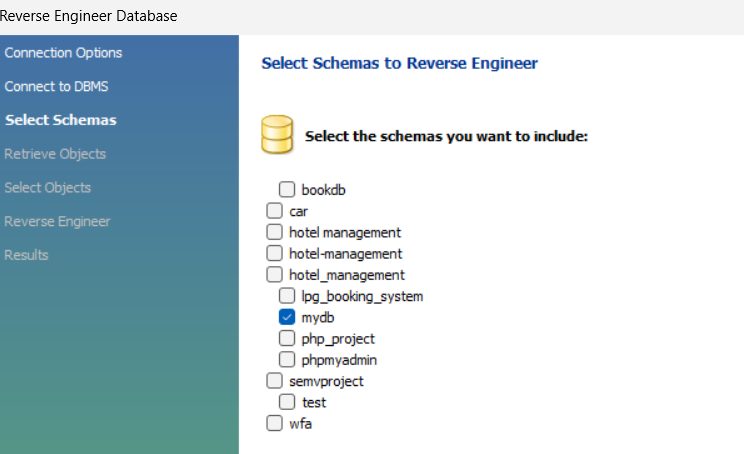 Reverse Engineer Database
Connection Options
Connect to DBMS
Select Schemas
Retrieve Objects
Select Objects
Reverse Engineer
Results
Select Schemas to Reverse Engineer
Select the schemas you want to include:
bookdb
car
hotel management
hotel-management
hotel_management
lpg_booking_system
mydb
php_project
phpmyadmin
semvproject
test
wfa